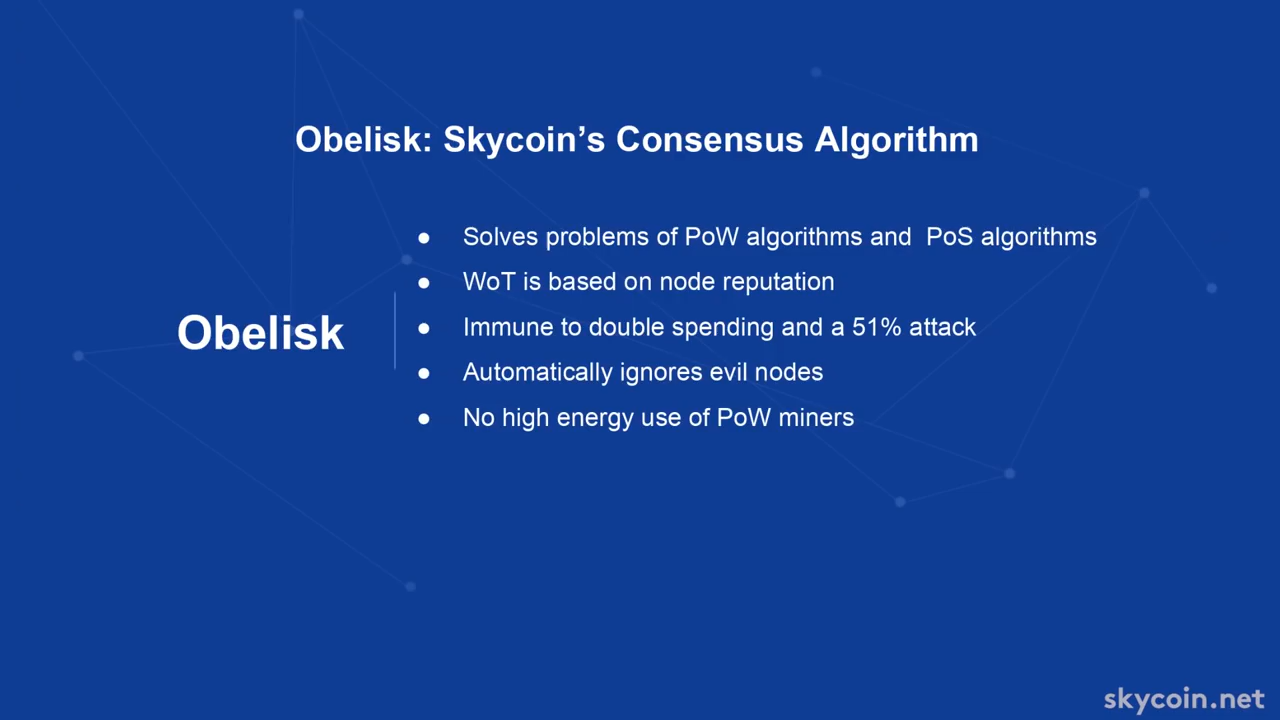 Obelisk: Skycoin’s Consensus Algorithm
Obelisk
● Solves problems of PoW algorithms and  PoS algorithms
● WoT is based on node reputation
● Immune to double spending and a 51% attack
● Automatically ignores evil nodes
● No high energy use of PoW miners
skycoin.net